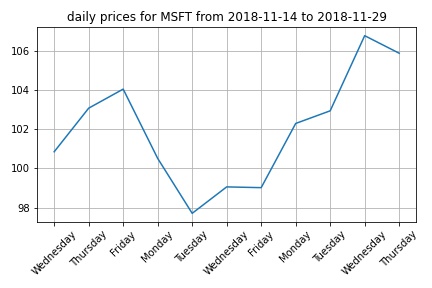 daily prices for MSFT from 2018-11-14 to 2018-11-29
106
104
102
100
98
Wednesday
Thursday
Friday
Monday
Tuesday
Wednesday
Friday
Monday
Tuesday
Wednesday
Thursday